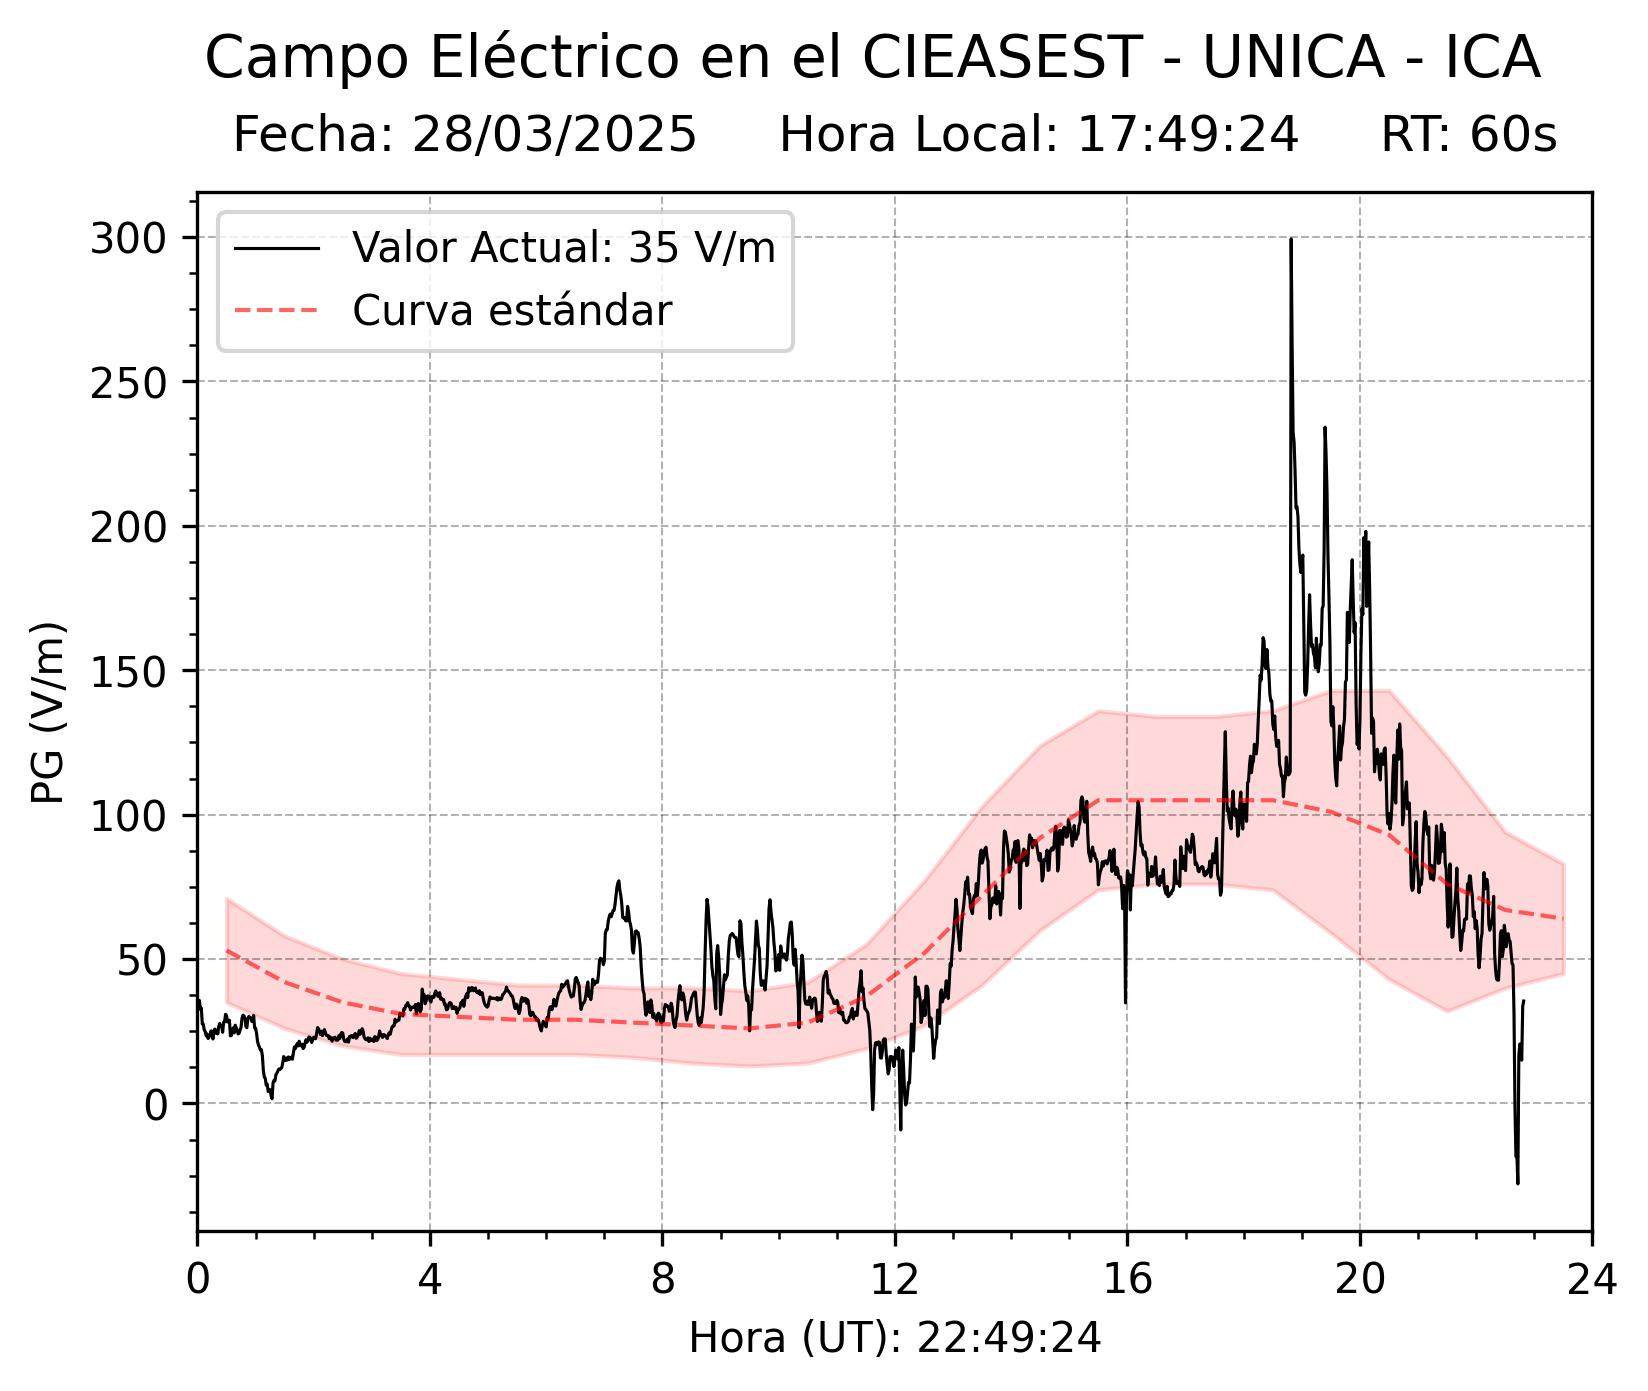 Campo Eléctrico en el CIEASEST - UNICA - ICA
Fecha: 28/03/2025 Hora Local: 17:49:24 RT: 60s
Valor Actual: 35 V/m
Curva estándar
PG (V/m)
300
250
200
150
100
50
0
0 4 8 12 16 20 24
Hora (UT): 22:49:24